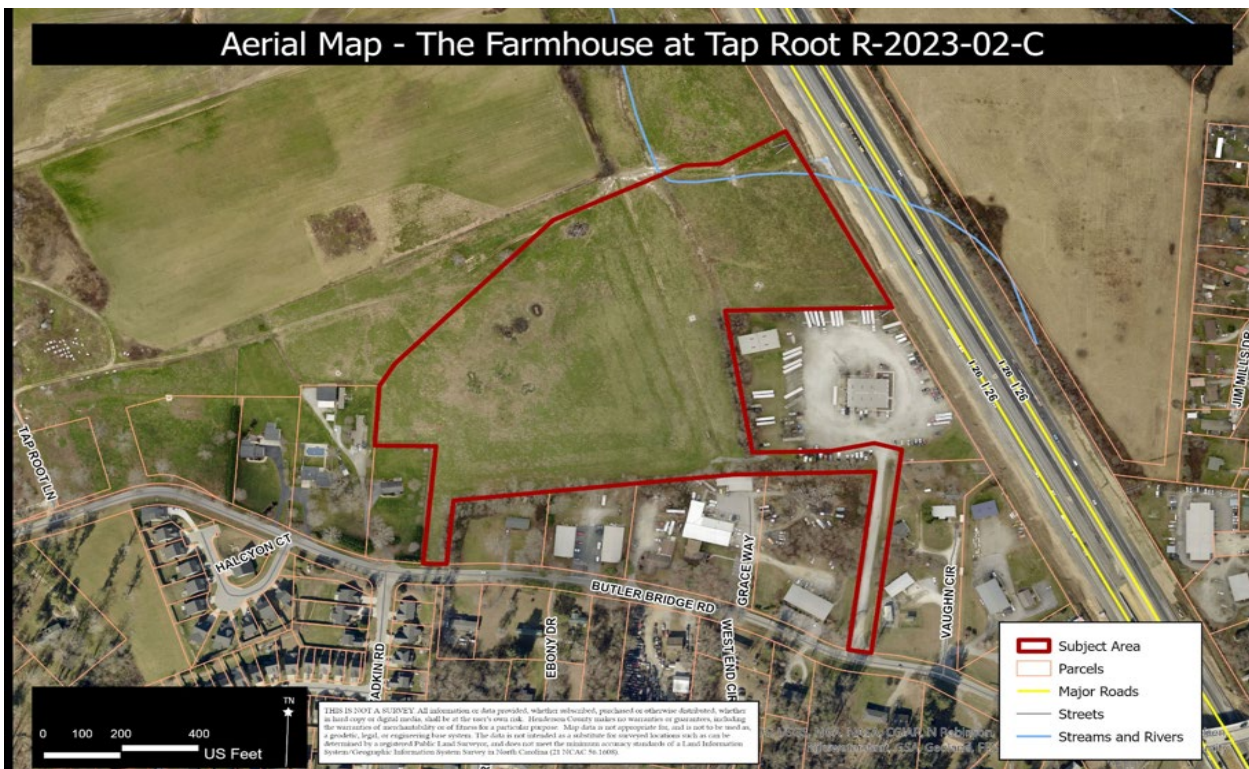 Aerial Map - The Farmhouse at Tap Root R-2023-02-C
I 26
I 26
JIM MILLS DR
TAP ROOT LN
HALCYON CT
BUTLER BRIDGE RD
GRACE WAY
VAUGHN CIR
ADKIN RD
EBONY DR
WEST END CIR
Subject Area
Parcels
Major Roads
Streets
Streams and Rivers
TN
0 100 200 400
US Feet
THIS IS NOT A SURVEY. All information or data provided, whether subscribed, purchased or otherwise distributed, whether
in hard copy or digital media, shall be at the user's own risk. Henderson County makes no warranties or guarantees, including
the warranties of merchantability or of fitness for a particular purpose. Map data is not appropriate for, and is not to be used as,
a geodetic, legal, or engineering base system. The data is not intended as a substitute for surveyed locations such as can be
determined by a registered Public Land Surveyor, and does not meet the minimum accuracy standards of a Land Information
System/Geographic Information System Survey in North Carolina (21 NCAC 56.1608).